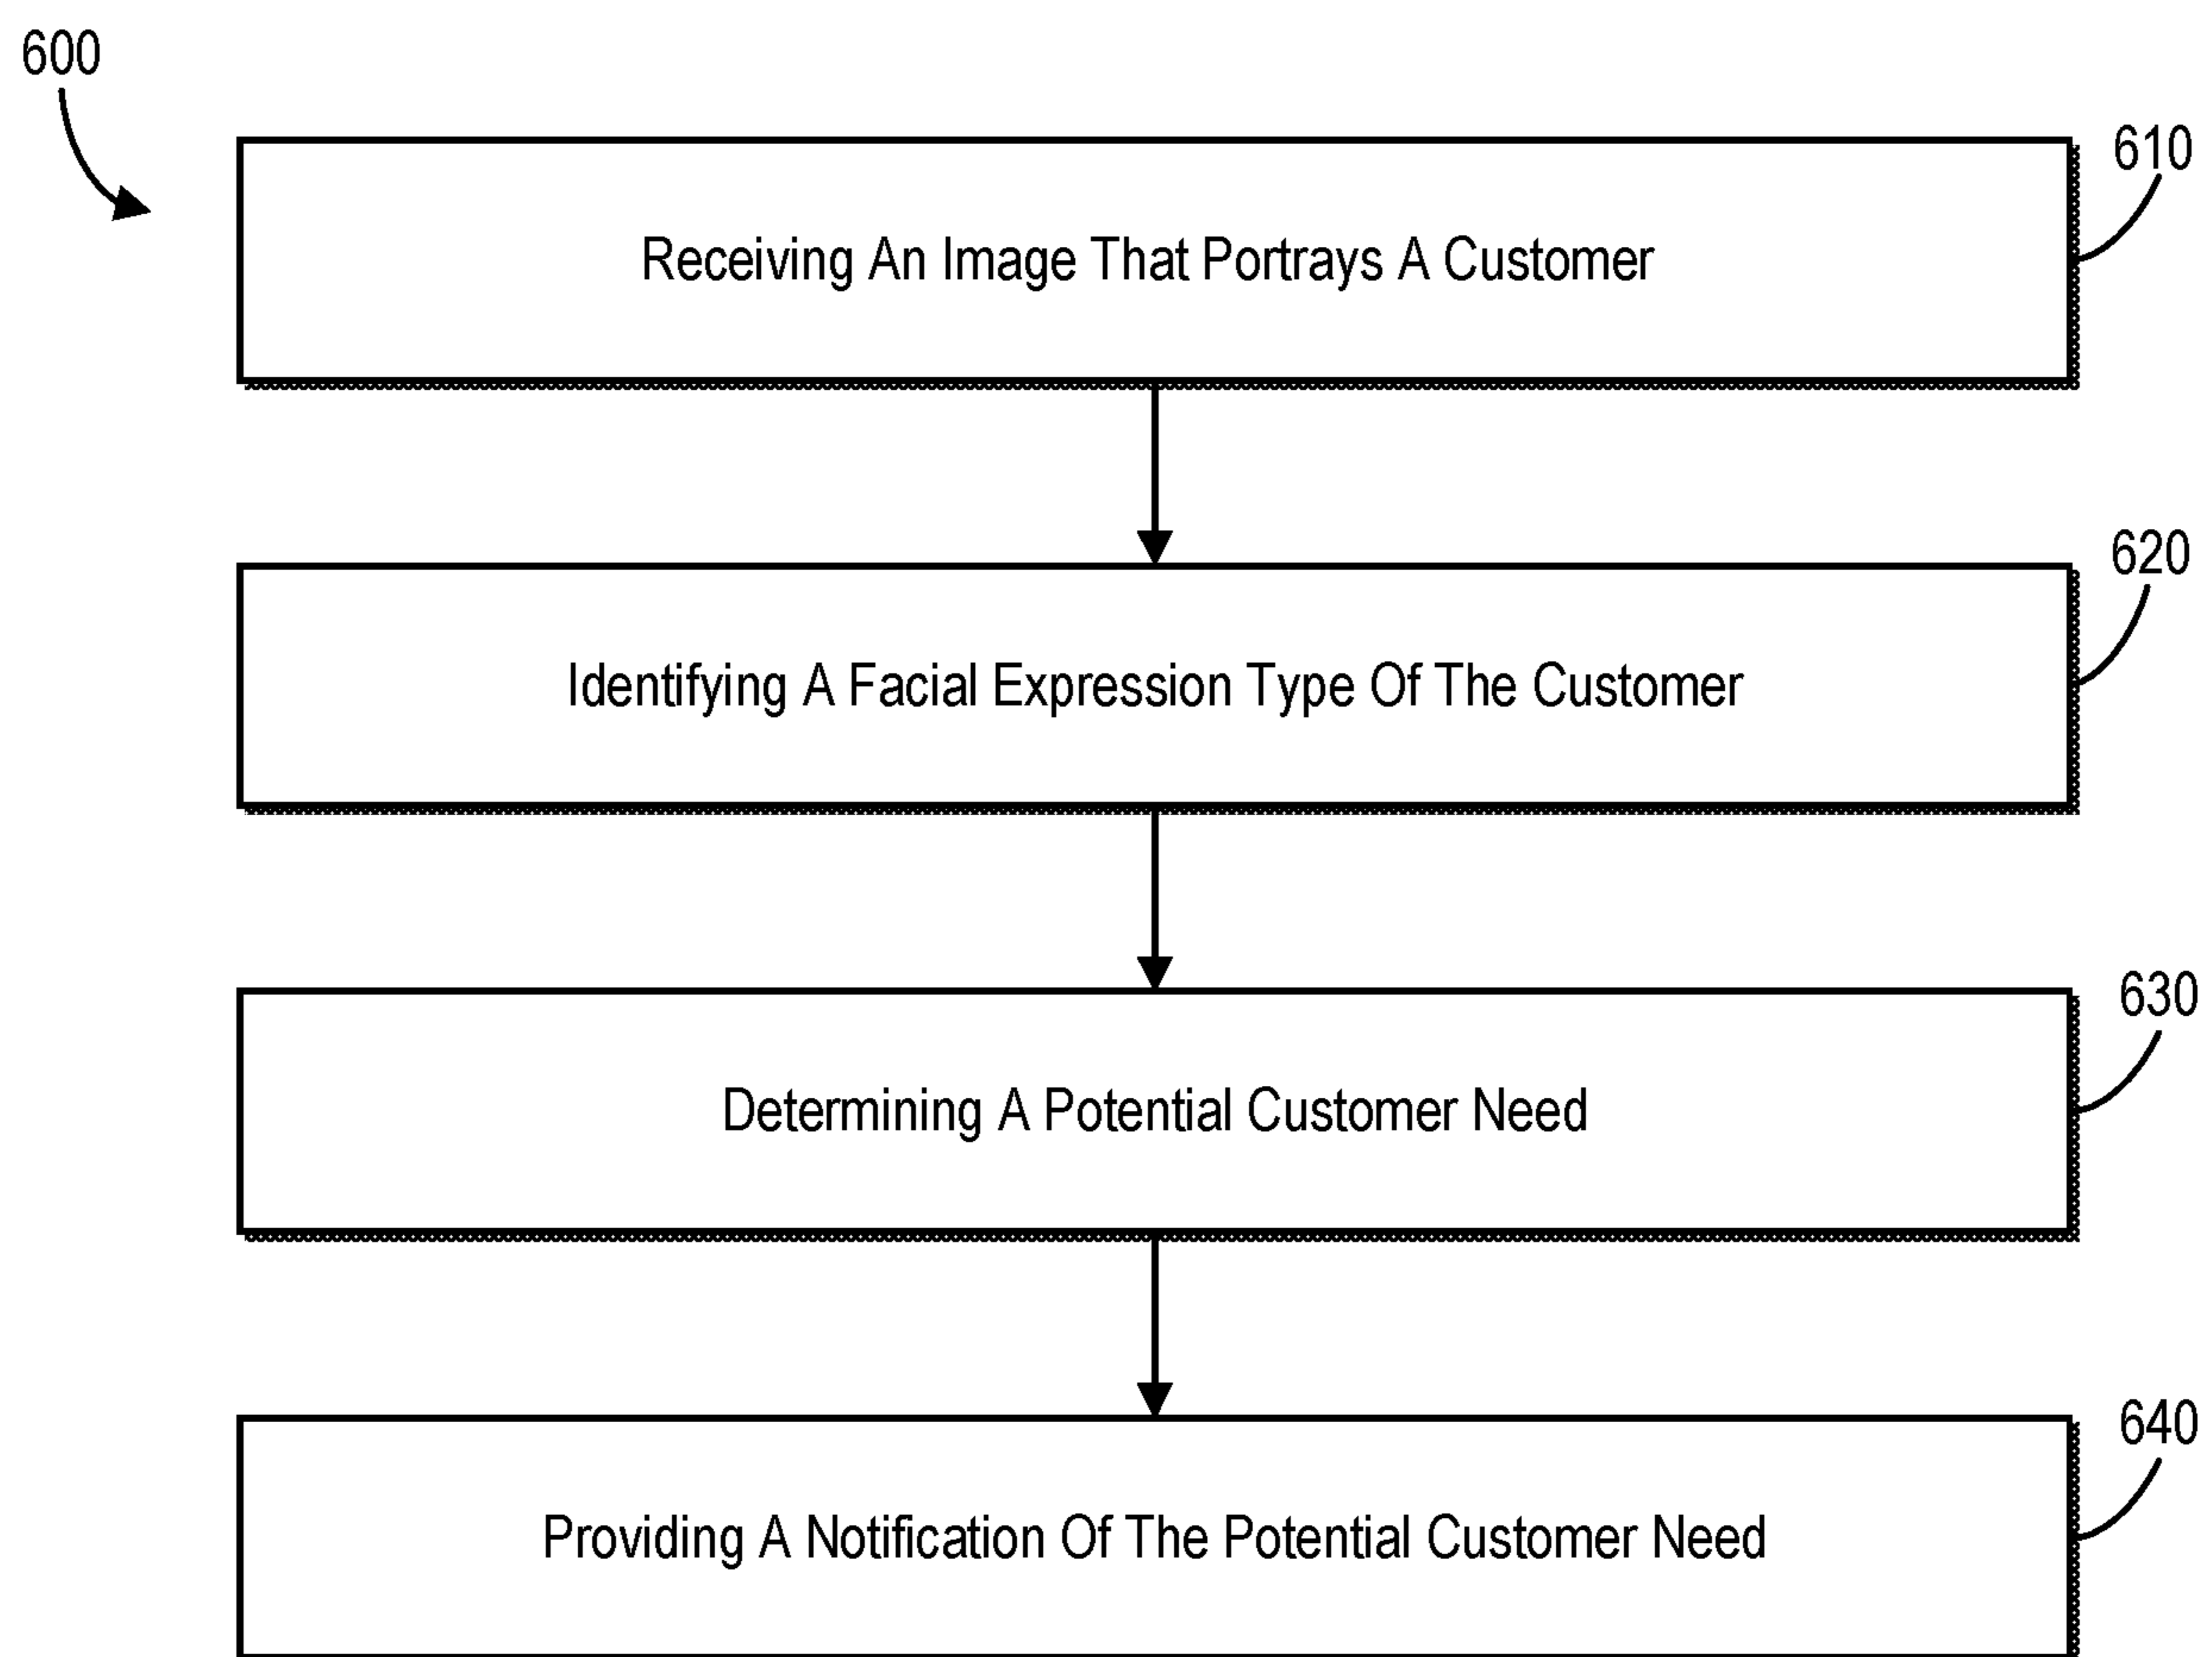 600
610
Receiving An Image That Portrays A Customer
620
Identifying A Facial Expression Type Of The Customer
630
Determining A Potential Customer Need
640
Providing A Notification Of The Potential Customer Need